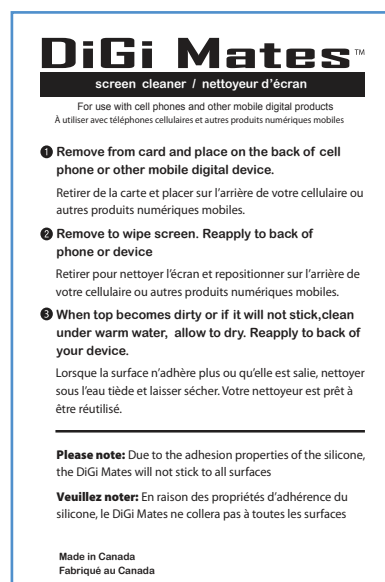 DiGi Mates™
screen cleaner / nettoyeur d'écran
For use with cell phones and other mobile digital products
À utiliser avec téléphones cellulaires et autres produits numériques mobiles
1 Remove from card and place on the back of cell
phone or other mobile digital device.
Retirer de la carte et placer sur l'arrière de votre cellulaire ou
autres produits numériques mobiles.
2 Remove to wipe screen. Reapply to back of
phone or device
Retirer pour nettoyer l'écran et repositionner sur l'arrière de
votre cellulaire ou autres produits numériques mobiles.
3 When top becomes dirty or if it will not stick,clean
under warm water, allow to dry. Reapply to back of
your device.
Lorsque la surface n'adhère plus ou qu'elle est salie, nettoyer
sous l'eau tiède et laisser sécher. Votre nettoyeur est prêt à
être réutilisé.
Please note: Due to the adhesion properties of the silicone,
the DiGi Mates will not stick to all surfaces
Veuillez noter: En raison des propriétés d'adhérence du
silicone, le DiGi Mates ne collera pas à toutes les surfaces
Made in Canada
Fabriqué au Canada